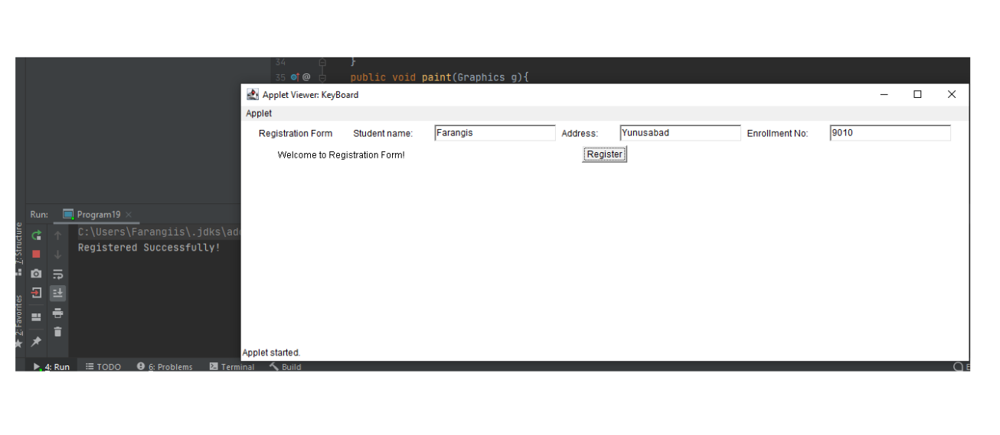 34 }
35 @ public void paint(Graphics g){
Applet Viewer: KeyBoard
Applet
Registration Form Student name: Farangis Address: Yunusabad Enrollment No: 9010
Welcome to Registration Form! Register
Run: Program19
C:\Users\Farangiis\.jdks\ad
Registered Successfully!
Z: Structure
2: Favorites
Applet started.
4: Run TODO 6: Problems Terminal Build